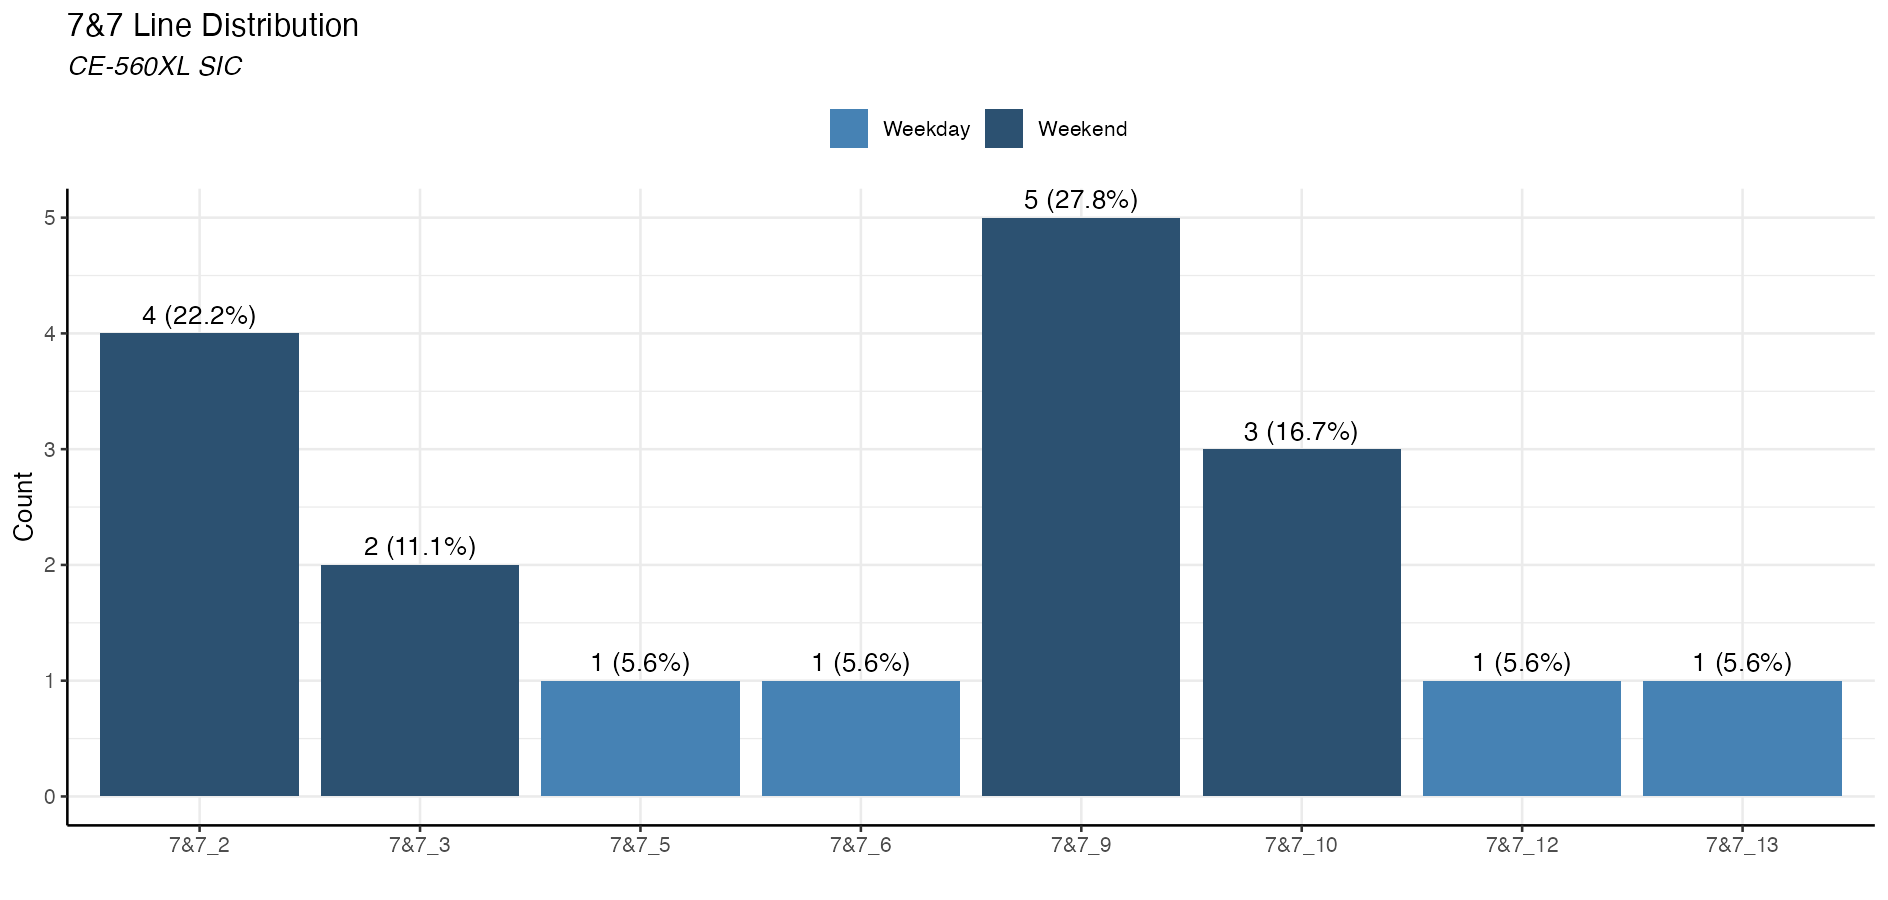 7&7 Line Distribution
CE-560XL SIC
Weekday Weekend
Count
5
4
3
2
1
0
4 (22.2%)
2 (11.1%)
1 (5.6%)
1 (5.6%)
5 (27.8%)
3 (16.7%)
1 (5.6%)
1 (5.6%)
7&7_2 7&7_3 7&7_5 7&7_6 7&7_9 7&7_10 7&7_12 7&7_13